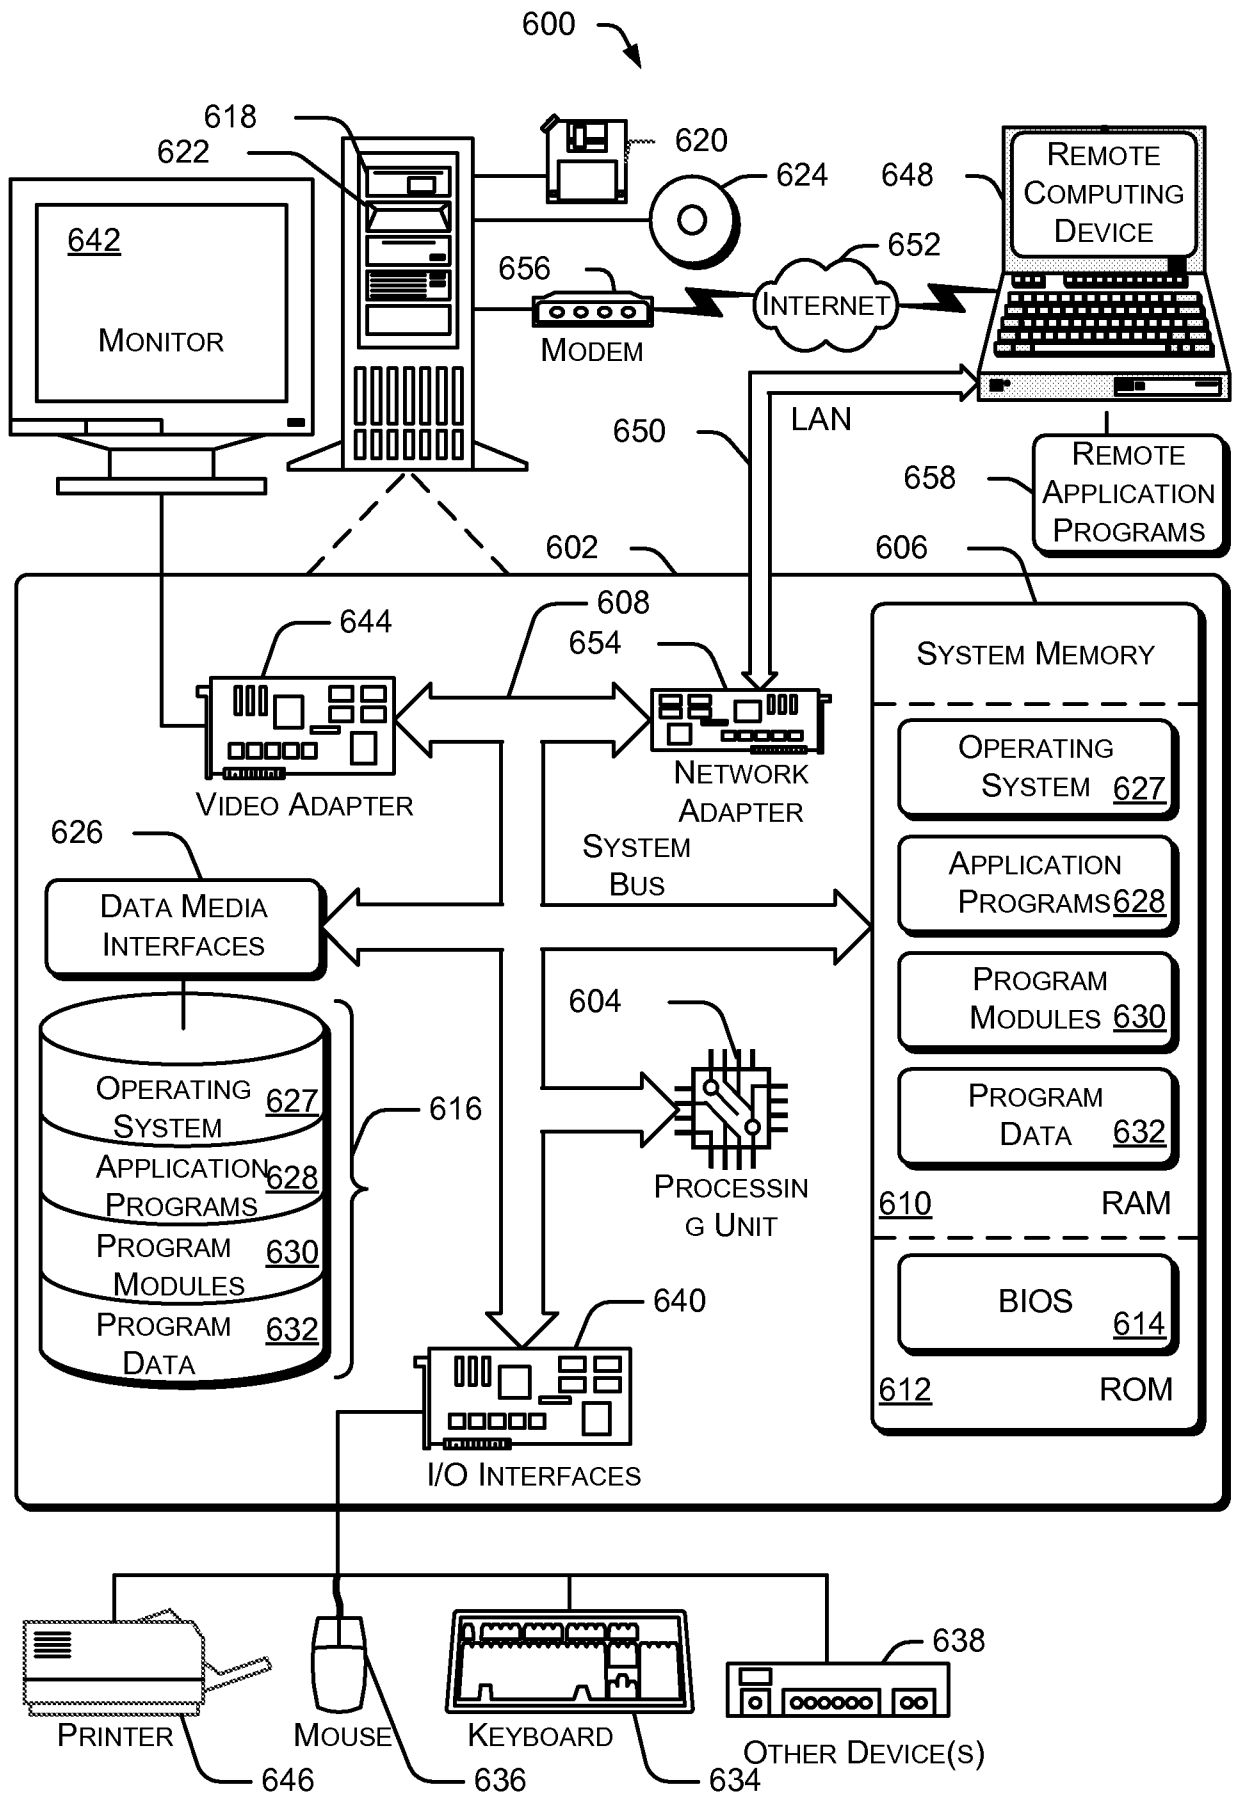 600
618
622
620
624
648
REMOTE
COMPUTING
DEVICE
642
656
652
INTERNET
MONITOR
MODEM
LAN
650
658
REMOTE
APPLICATION
PROGRAMS
602
606
608
644
654
SYSTEM MEMORY
OPERATING
SYSTEM 627
NETWORK
ADAPTER
VIDEO ADAPTER
626
SYSTEM
BUS
APPLICATION
PROGRAMS 628
DATA MEDIA
INTERFACES
PROGRAM
MODULES 630
604
OPERATING
SYSTEM 627
616
PROGRAM
DATA 632
APPLICATION
PROGRAMS 628
PROCESSIN
G UNIT
610 RAM
PROGRAM
MODULES 630
640
BIOS
614
PROGRAM
DATA 632
612 ROM
I/O INTERFACES
638
PRINTER
MOUSE
KEYBOARD
OTHER DEVICE(S)
646
636
634